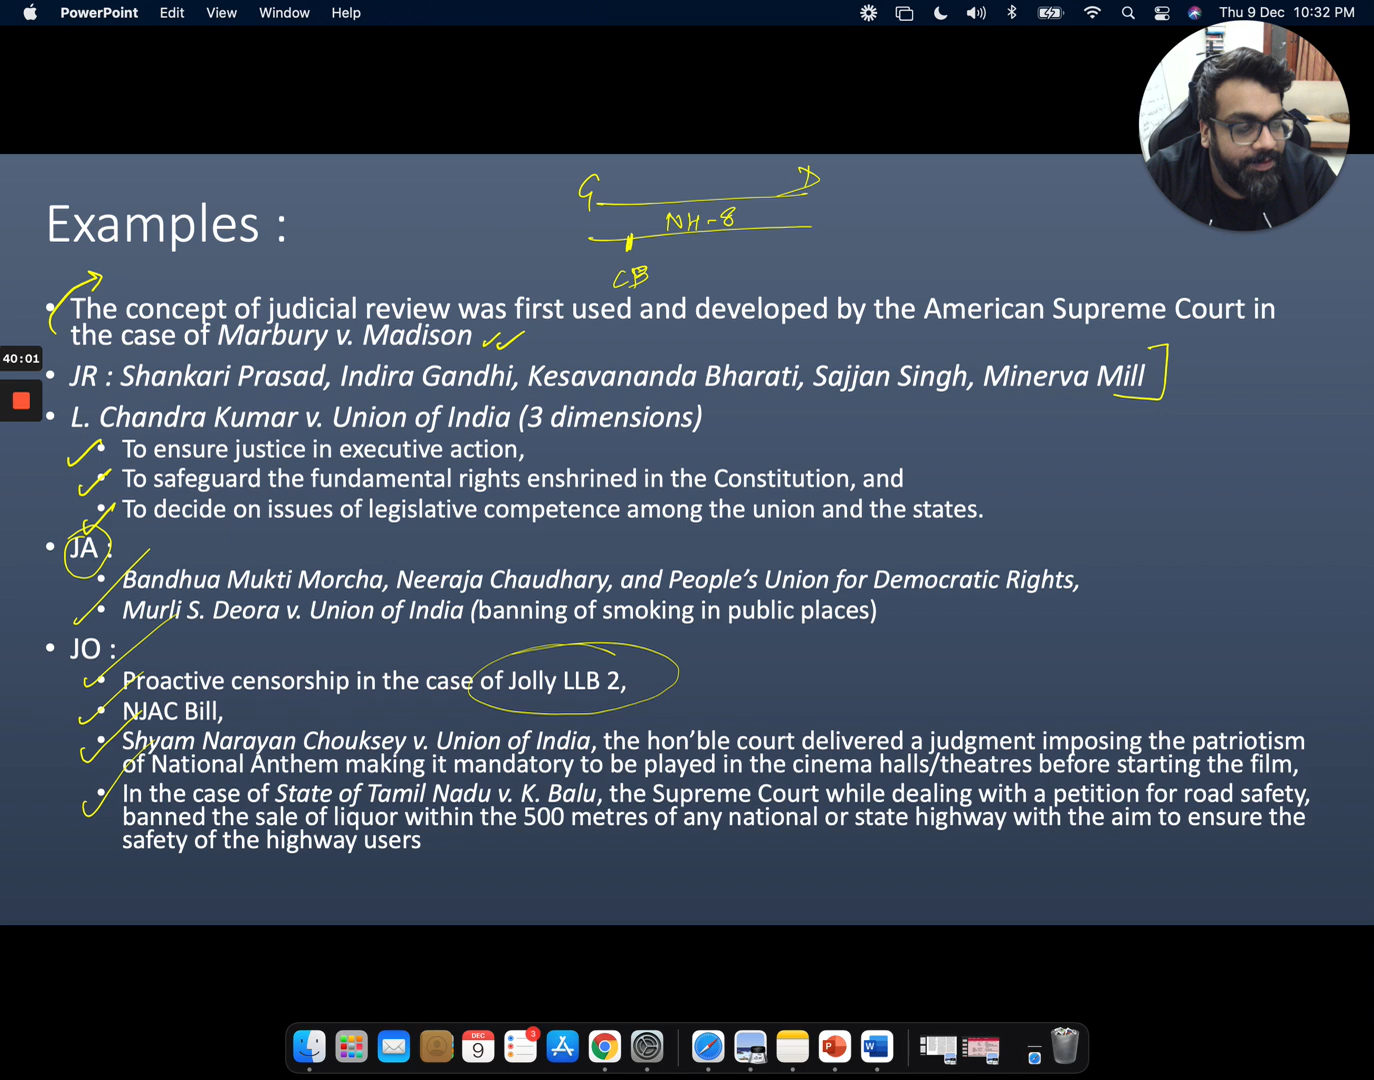 PowerPoint Edit View Window Help Thu 9 Dec 10:32 PM
G D
NH-8
CB
Examples :
• The concept of judicial review was first used and developed by the American Supreme Court in
the case of Marbury v. Madison
40:01
• JR : Shankari Prasad, Indira Gandhi, Kesavananda Bharati, Sajjan Singh, Minerva Mill
• L. Chandra Kumar v. Union of India (3 dimensions)
• To ensure justice in executive action,
• To safeguard the fundamental rights enshrined in the Constitution, and
• To decide on issues of legislative competence among the union and the states.
• JA :
• Bandhua Mukti Morcha, Neeraja Chaudhary, and People’s Union for Democratic Rights,
• Murli S. Deora v. Union of India (banning of smoking in public places)
• JO :
• Proactive censorship in the case of Jolly LLB 2,
• NJAC Bill,
• Shyam Narayan Chouksey v. Union of India, the hon’ble court delivered a judgment imposing the patriotism
of National Anthem making it mandatory to be played in the cinema halls/theatres before starting the film,
• In the case of State of Tamil Nadu v. K. Balu, the Supreme Court while dealing with a petition for road safety,
banned the sale of liquor within the 500 metres of any national or state highway with the aim to ensure the
safety of the highway users
DEC
9
3
P
W